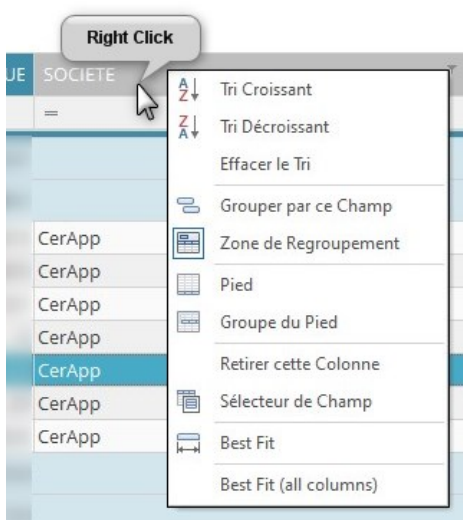 Right Click
UE SOCIETE
=
Tri Croissant
Tri Décroissant
Effacer le Tri
Grouper par ce Champ
Zone de Regroupement
Pied
Groupe du Pied
Retirer cette Colonne
Sélecteur de Champ
Best Fit
Best Fit (all columns)
CerApp
CerApp
CerApp
CerApp
CerApp
CerApp
CerApp